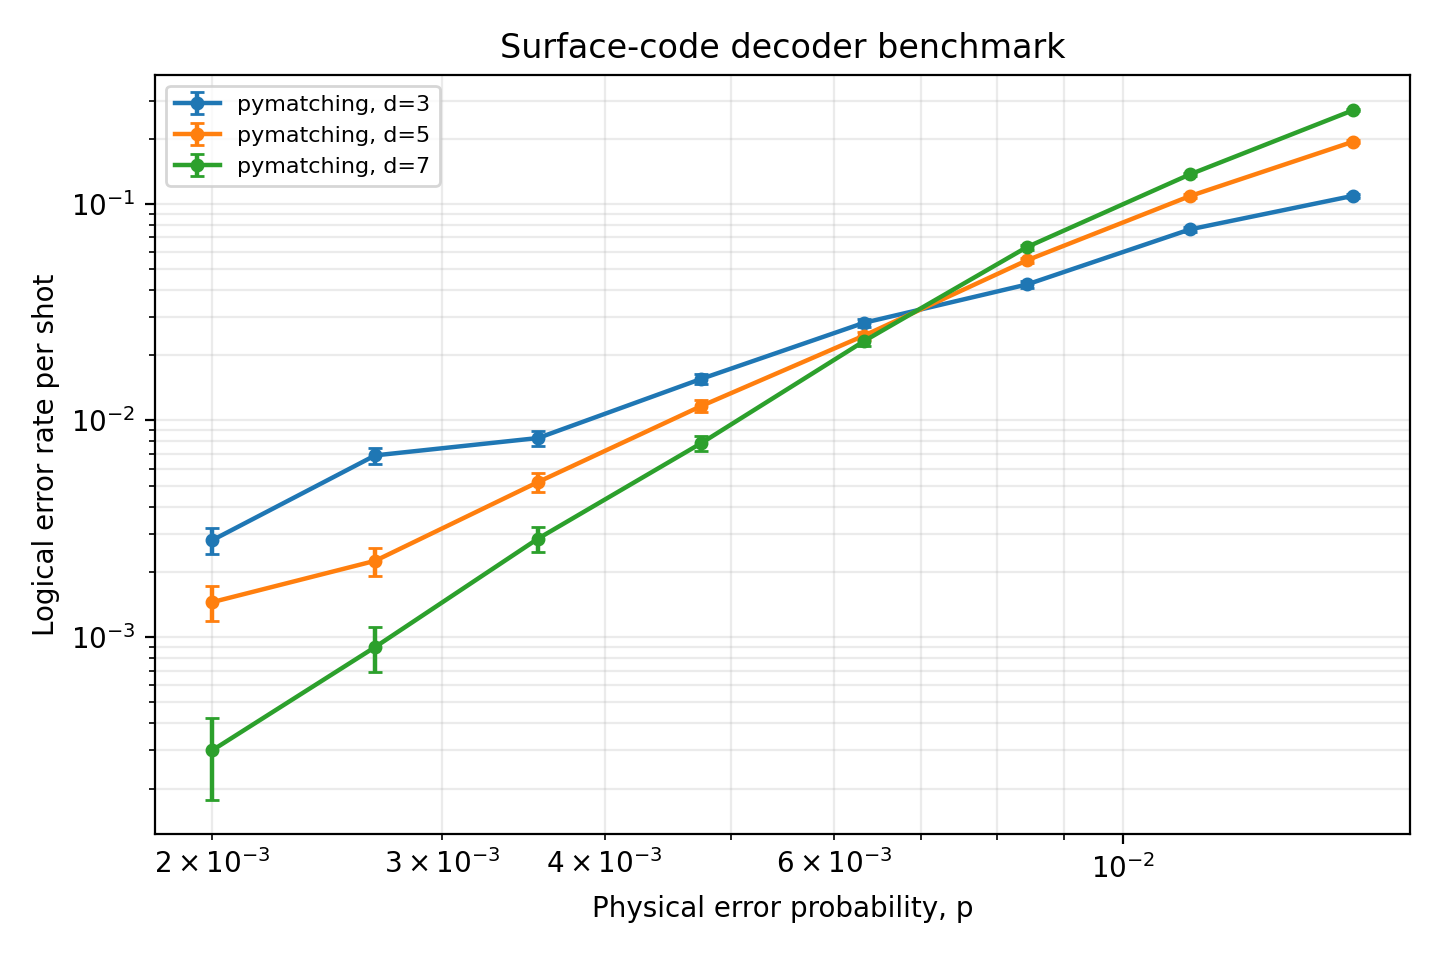 Surface-code decoder benchmark
pymatching, d=3
pymatching, d=5
pymatching, d=7
Logical error rate per shot
10⁻¹
10⁻²
10⁻³
2 × 10⁻³
3 × 10⁻³
4 × 10⁻³
6 × 10⁻³
10⁻²
Physical error probability, p